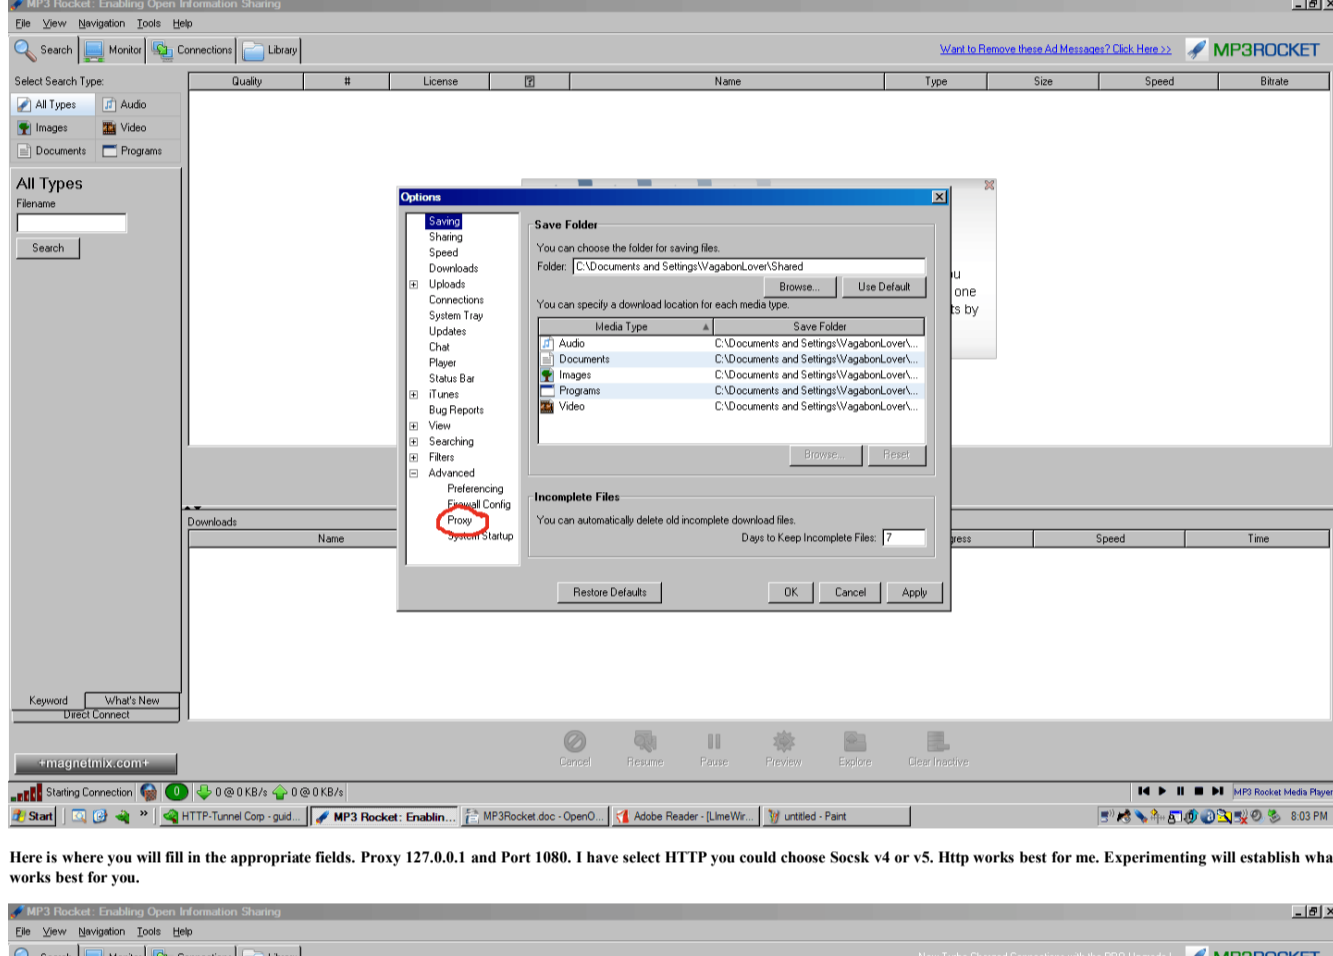 MP3 Rocket: Enabling Open Information Sharing
File View Navigation Tools Help
Search Monitor Connections Library Want to Remove these Ad Messages? Click Here >> MP3ROCKET
Select Search Type: Quality # License Name Type Size Speed Bitrate
All Types Audio
Images Video
Documents Programs
All Types
Filename
Search
Options
Saving
Sharing
Speed
Downloads
Uploads
Connections
System Tray
Updates
Chat
Player
Status Bar
iTunes
Bug Reports
View
Searching
Filters
Advanced
Preferencing
Firewall Config
Proxy
System Startup
Save Folder
You can choose the folder for saving files.
Folder: C:\Documents and Settings\VagabonLover\Shared
Browse... Use Default
You can specify a download location for each media type.
Media Type Save Folder
Audio C:\Documents and Settings\VagabonLover\...
Documents C:\Documents and Settings\VagabonLover\...
Images C:\Documents and Settings\VagabonLover\...
Programs C:\Documents and Settings\VagabonLover\...
Video C:\Documents and Settings\VagabonLover\...
Browse... Reset
Incomplete Files
You can automatically delete old incomplete download files.
Days to Keep Incomplete Files: 7
Restore Defaults OK Cancel Apply
u
one
ts by
Downloads
Name gress Speed Time
Keyword What's New
Direct Connect
Cancel Resume Pause Preview Explore Clear Inactive
+magnetmix.com+
Starting Connection 0 0 @ 0 KB/s 0 @ 0 KB/s MP3 Rocket Media Player
Start » HTTP-Tunnel Corp - guid... MP3 Rocket: Enablin... MP3Rocket.doc - OpenO... Adobe Reader - [LImeWir... untitled - Paint 8:03 PM
Here is where you will fill in the appropriate fields. Proxy 127.0.0.1 and Port 1080. I have select HTTP you could choose Socsk v4 or v5. Http works best for me. Experimenting will establish wha
works best for you.
MP3 Rocket: Enabling Open Information Sharing
File View Navigation Tools Help